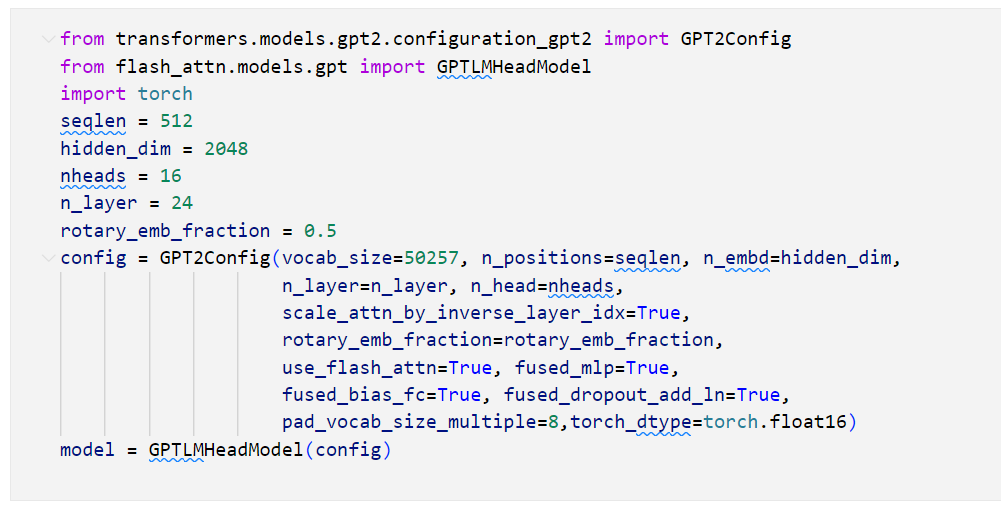 from transformers.models.gpt2.configuration_gpt2 import GPT2Config
from flash_attn.models.gpt import GPTLMHeadModel
import torch
seqlen = 512
hidden_dim = 2048
nheads = 16
n_layer = 24
rotary_emb_fraction = 0.5
config = GPT2Config(vocab_size=50257, n_positions=seqlen, n_embd=hidden_dim,
                    n_layer=n_layer, n_head=nheads,
                    scale_attn_by_inverse_layer_idx=True,
                    rotary_emb_fraction=rotary_emb_fraction,
                    use_flash_attn=True, fused_mlp=True,
                    fused_bias_fc=True, fused_dropout_add_ln=True,
                    pad_vocab_size_multiple=8,torch_dtype=torch.float16)
model = GPTLMHeadModel(config)